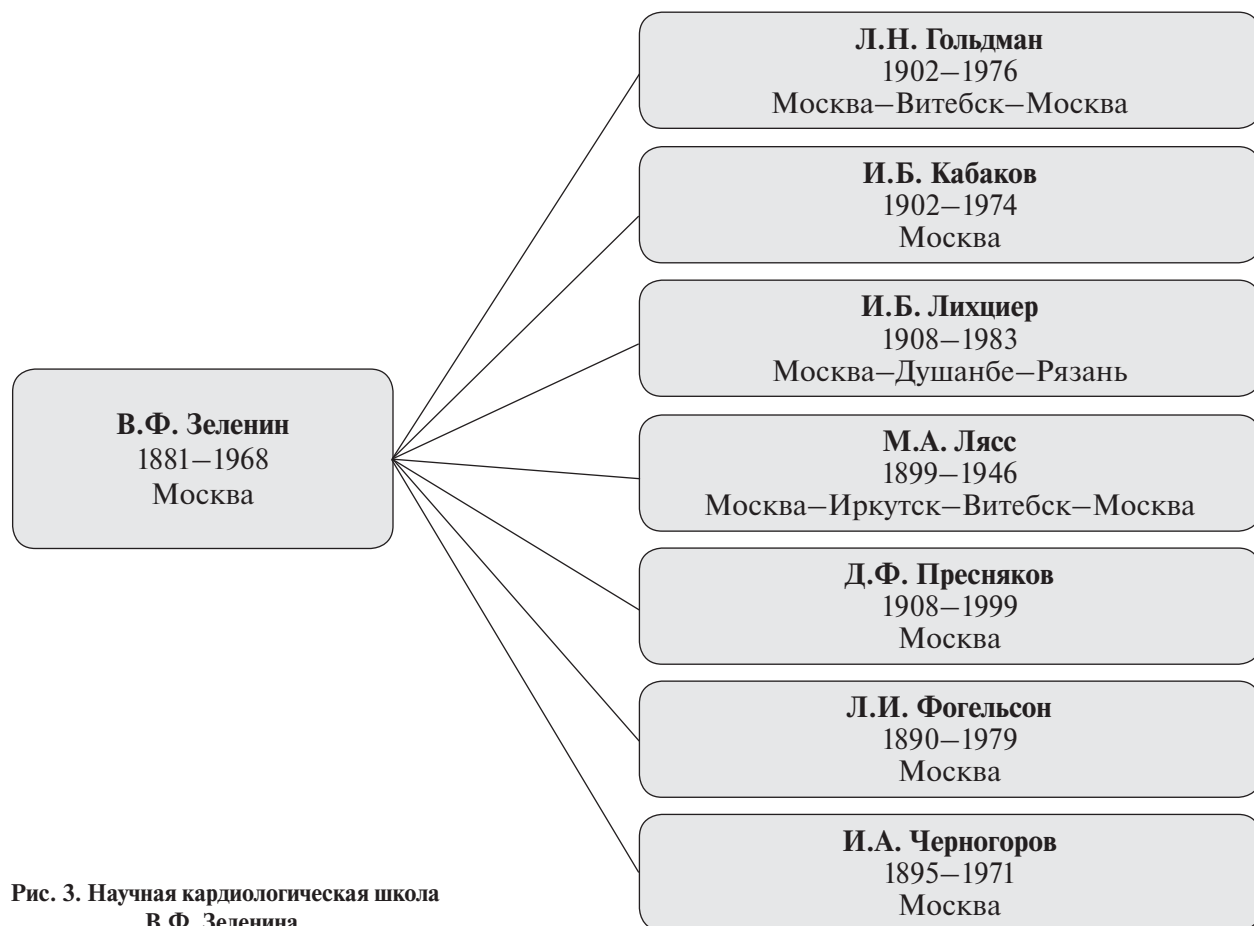 Л.Н. Гольдман
1902–1976
Москва–Витебск–Москва
И.Б. Кабаков
1902–1974
Москва
И.Б. Лихциер
1908–1983
Москва–Душанбе–Рязань
В.Ф. Зеленин
1881–1968
Москва
М.А. Лясс
1899–1946
Москва–Иркутск–Витебск–Москва
Д.Ф. Пресняков
1908–1999
Москва
Л.И. Фогельсон
1890–1979
Москва
И.А. Черногоров
1895–1971
Москва
Рис. 3. Научная кардиологическая школа
В.Ф. Зеленина